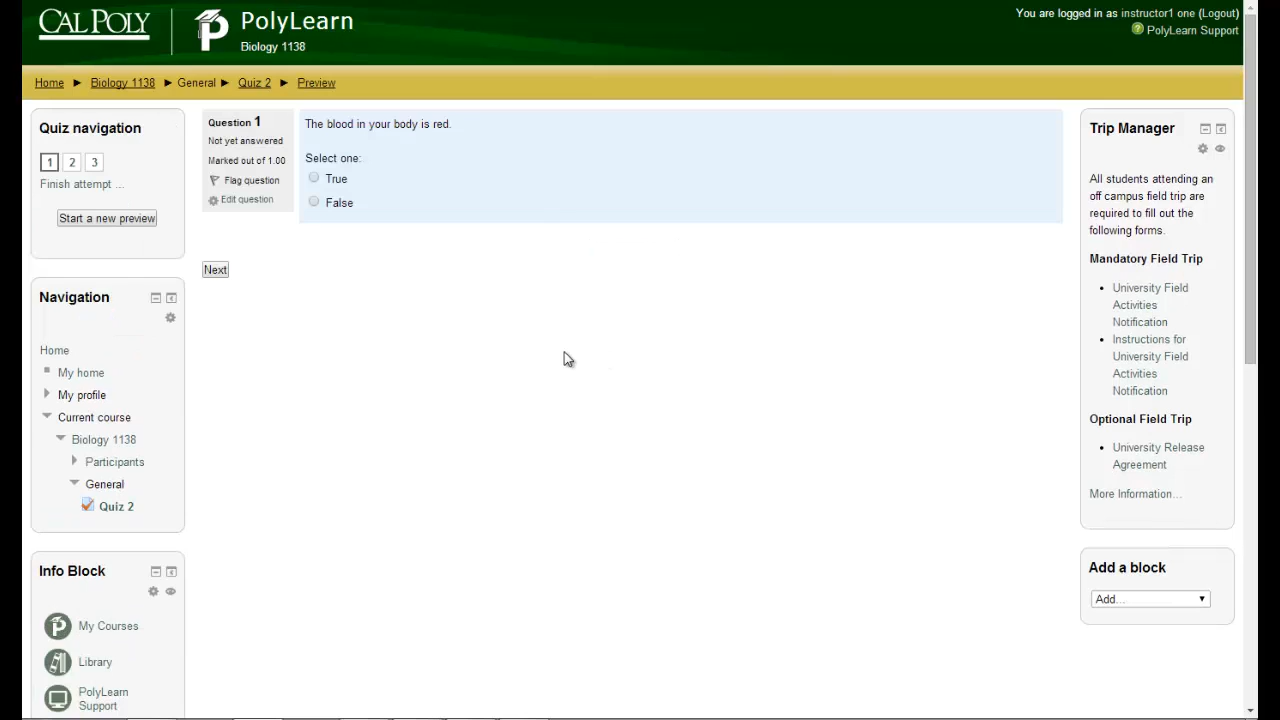 CAL POLY
PolyLearn
Biology 1138
You are logged in as instructor1 one (Logout)
PolyLearn Support
Home ► Biology 1138 ► General ► Quiz 2 ► Preview
Quiz navigation
1 2 3
Finish attempt ...
Start a new preview
Navigation
Home
My home
My profile
Current course
Biology 1138
Participants
General
Quiz 2
Info Block
My Courses
Library
PolyLearn
Support
Question 1
Not yet answered
Marked out of 1.00
Flag question
Edit question
The blood in your body is red.
Select one:
True
False
Next
Trip Manager
All students attending an
off campus field trip are
required to fill out the
following forms.
Mandatory Field Trip
University Field
Activities
Notification
Instructions for
University Field
Activities
Notification
Optional Field Trip
University Release
Agreement
More Information...
Add a block
Add...